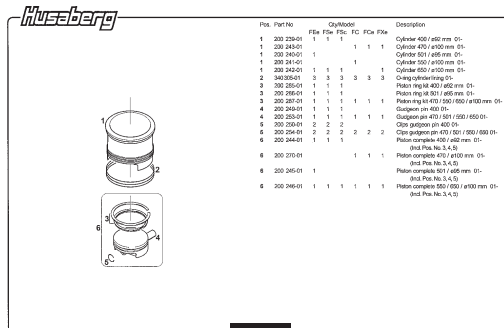 Husaberg
Pos. Part No Qty/Model Description
FEe FSe FSc FC FCe FXe
1 200 239-01 1 1 1 Cylinder 400 / ø92 mm 01-
1 200 243-01 1 1 1 Cylinder 470 / ø100 mm 01-
1 200 240-01 1 Cylinder 501 / ø95 mm 01-
1 200 241-01 1 Cylinder 550 / ø100 mm 01-
1 200 242-01 1 1 1 1 Cylinder 650 / ø100 mm 01-
2 340 305-01 3 3 3 3 3 3 O-ring cylinder lining 01-
3 200 285-01 1 1 1 Piston ring kit 400 / ø92 mm 01-
3 200 286-01 1 1 1 Piston ring kit 501 / ø95 mm 01-
3 200 287-01 1 1 1 1 1 1 Piston ring kit 470 / 550 / 650 / ø100 mm 01-
4 200 249-01 1 1 1 Gudgeon pin 400 01-
4 200 253-01 1 1 1 1 1 1 Gudgeon pin 470 / 501 / 550 / 650 01-
5 200 250-01 2 2 2 Clips gudgeon pin 400 01-
5 200 254-01 2 2 2 2 2 2 Clips gudgeon pin 470 / 501 / 550 / 650 01-
6 200 244-01 1 1 1 Piston complete 400 / ø92 mm 01-
(Incl. Pos. No. 3, 4, 5)
6 200 270-01 1 1 1 Piston complete 470 / ø100 mm 01-
(Incl. Pos. No. 3, 4, 5)
6 200 245-01 1 Piston complete 501 / ø95 mm 01-
(Incl. Pos. No. 3, 4, 5)
6 200 246-01 1 1 1 1 1 1 Piston complete 550 / 650 / ø100 mm 01-
(Incl. Pos. No. 3, 4, 5)
1
2
3
6
4
5